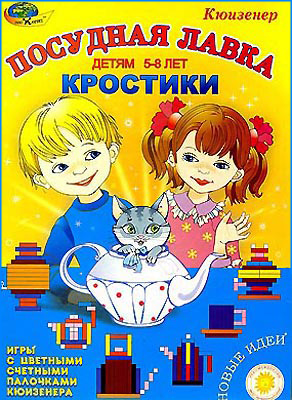 Кюизенер
ПОСУДНАЯ ЛАВКА
ДЕТЯМ 5-8 ЛЕТ
КРОСТИКИ
ИГРЫ
С ЦВЕТНЫМИ
СЧЕТНЫМИ
ПАЛОЧКАМИ
КЮИЗЕНЕРА
НОВЫЕ ИДЕИ